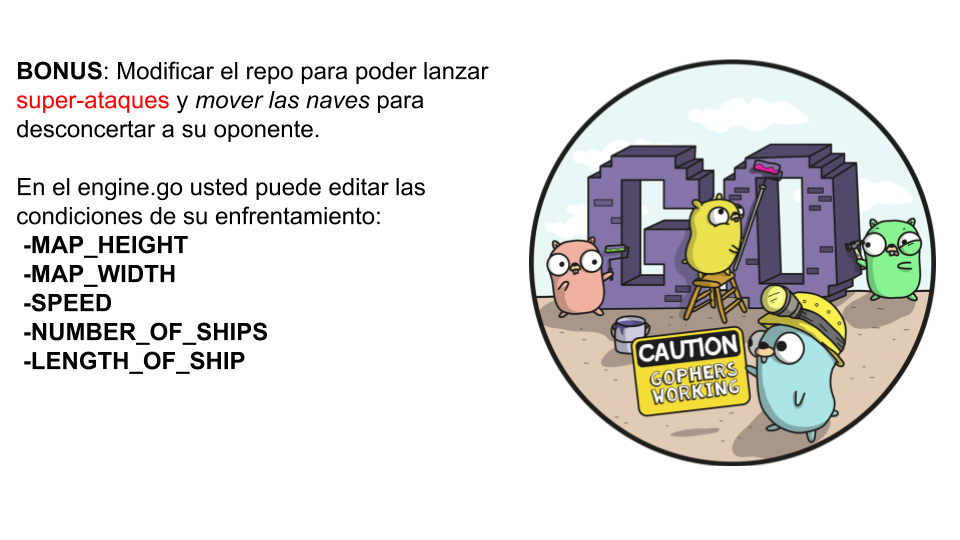 BONUS: Modificar el repo para poder lanzar
super-ataques y mover las naves para
desconcertar a su oponente.
En el engine.go usted puede editar las
condiciones de su enfrentamiento:
-MAP_HEIGHT
-MAP_WIDTH
-SPEED
-NUMBER_OF_SHIPS
-LENGTH_OF_SHIP
GO
CAUTION
GOPHERS
WORKING